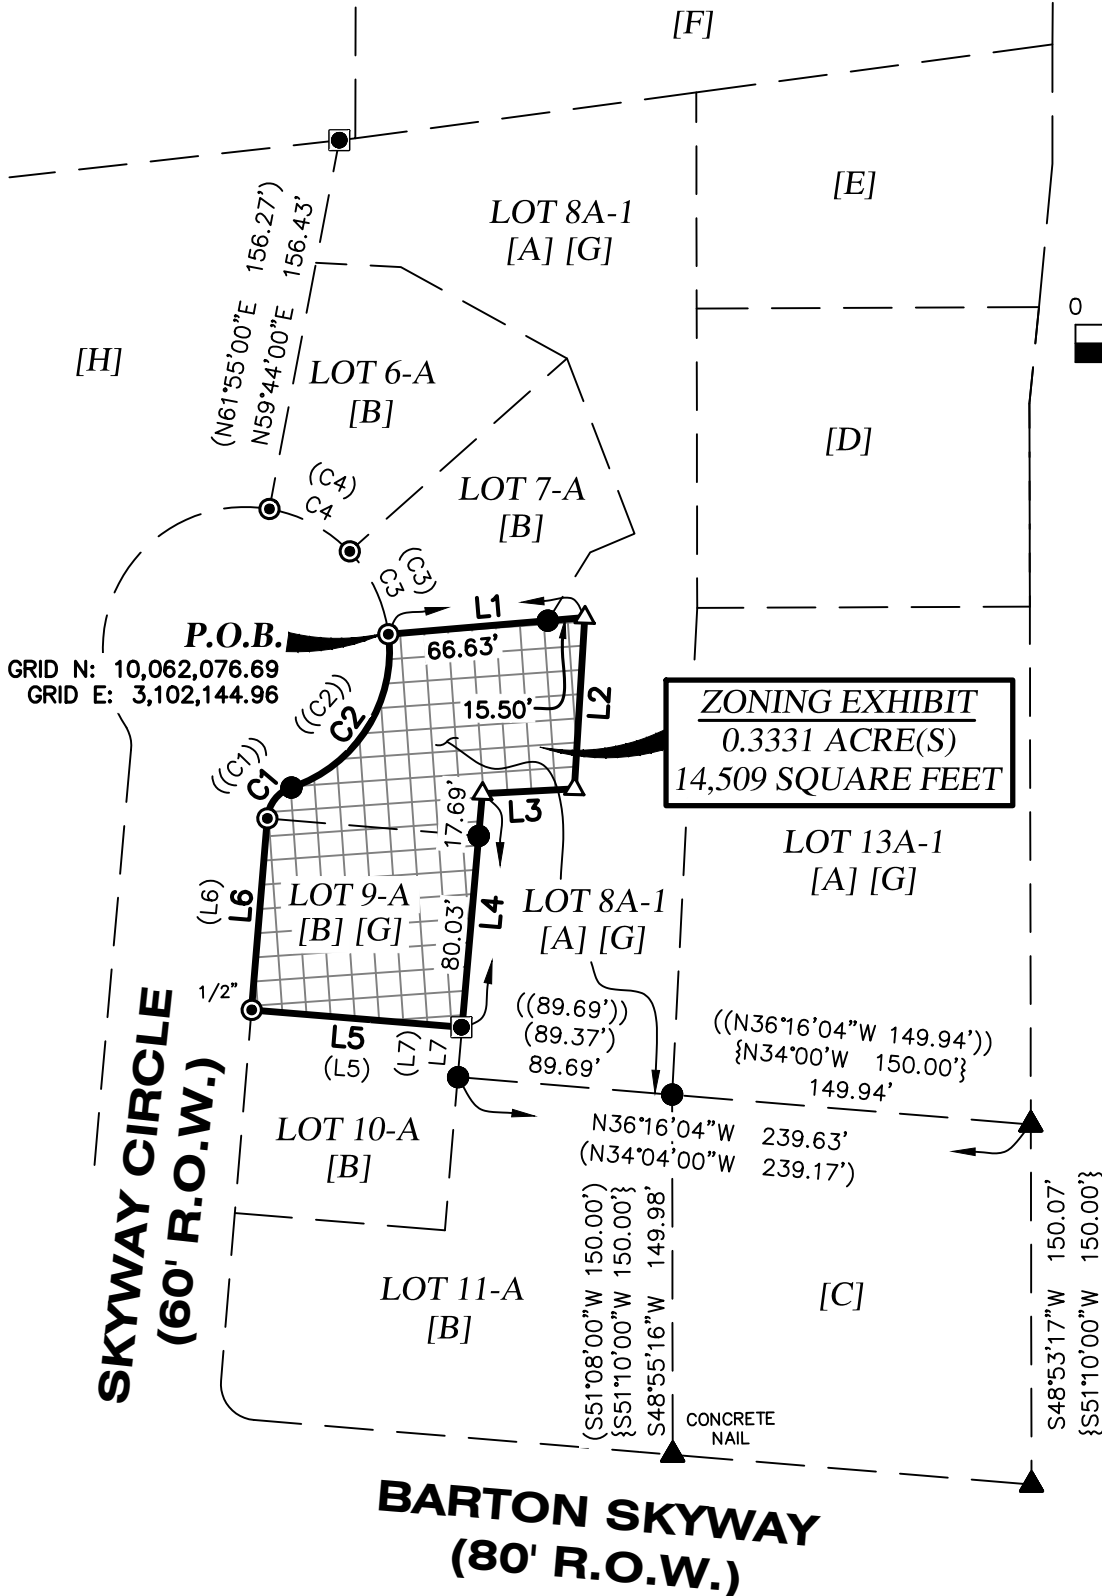 [F]
[E]
LOT 8A-1
[A] [G]
(N61°55'00"E 156.27')
N59°44'00"E 156.43'
0
[H]
LOT 6-A
[B]
[D]
(C4)
C4
LOT 7-A
[B]
(C3)
C3
L1
66.63'
P.O.B.
GRID N: 10,062,076.69
GRID E: 3,102,144.96
((C2))
C2
15.50'
L2
ZONING EXHIBIT
0.3331 ACRE(S)
14,509 SQUARE FEET
((C1))
C1
17.69'
L3
LOT 13A-1
[A] [G]
(L6)
L6
LOT 9-A
[B] [G]
80.03'
L4
LOT 8A-1
[A] [G]
1/2"
L5
(L5)
(L7)
L7
((89.69'))
(89.37')
89.69'
((N36°16'04"W 149.94'))
{N34°00'W 150.00'}
149.94'
N36°16'04"W 239.63'
(N34°04'00"W 239.17')
SKYWAY CIRCLE
(60' R.O.W.)
LOT 10-A
[B]
LOT 11-A
[B]
(S51°08'00"W 150.00')
{S51°10'00"W 150.00'}
S48°55'16"W 149.98'
[C]
S48°53'17"W 150.07'
{S51°10'00"W 150.00'}
CONCRETE
NAIL
BARTON SKYWAY
(80' R.O.W.)